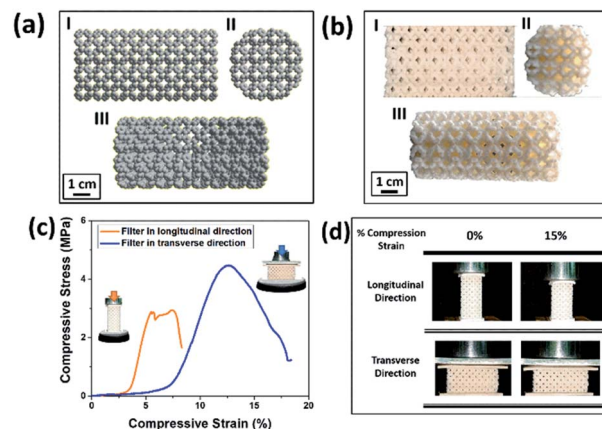 (a)
I
II
III
1 cm
(b)
I
II
III
1 cm
(c)
Compressive Stress (MPa)
6
4
2
0
Filter in longitudinal direction
Filter in transverse direction
0 5 10 15 20
Compressive Strain (%)
(d)
% Compression
Strain
0% 15%
Longitudinal
Direction
Transverse
Direction